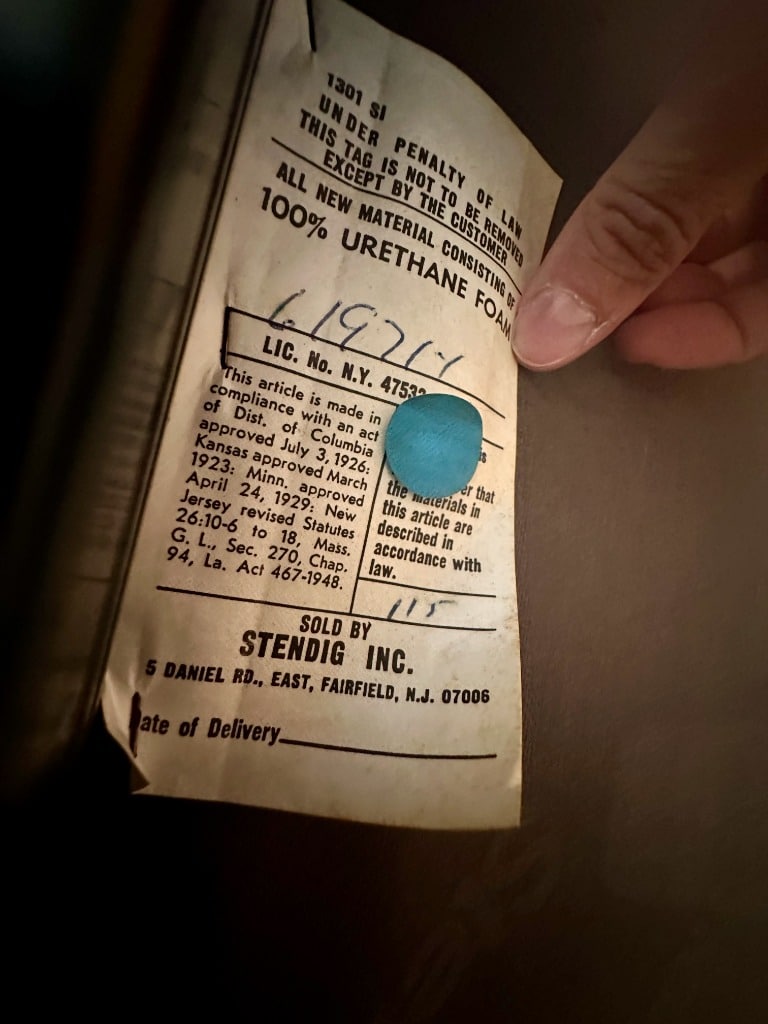 1301 SI
UNDER PENALTY OF LAW
THIS TAG IS NOT TO BE REMOVED
EXCEPT BY THE CUSTOMER
ALL NEW MATERIAL CONSISTING OF
100% URETHANE FOAM
LIC. No. N.Y. 4753
This article is made in
compliance with an act
of Dist. of Columbia
approved July 3, 1926:
Kansas approved March
1923: Minn. approved
April 24, 1929: New
Jersey revised Statutes
26:10-6 to 18, Mass.
G. L., Sec. 270, Chap.
94, La. Act 467-1948.
that
the materials in
this article are
described in
accordance with
law.
115
SOLD BY
STENDIG INC.
5 DANIEL RD., EAST, FAIRFIELD, N.J. 07006
ate of Delivery